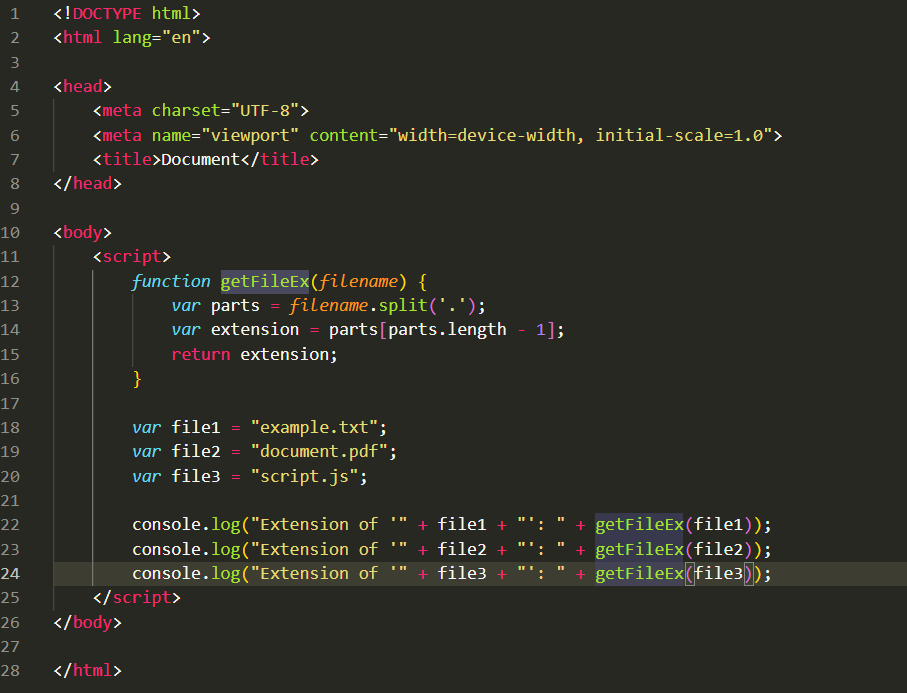 1 <!DOCTYPE html>
2 <html lang="en">
3
4 <head>
5     <meta charset="UTF-8">
6     <meta name="viewport" content="width=device-width, initial-scale=1.0">
7     <title>Document</title>
8 </head>
9
10 <body>
11     <script>
12         function getFileEx(filename) {
13             var parts = filename.split('.');
14             var extension = parts[parts.length - 1];
15             return extension;
16         }
17
18         var file1 = "example.txt";
19         var file2 = "document.pdf";
20         var file3 = "script.js";
21
22         console.log("Extension of '" + file1 + "': " + getFileEx(file1));
23         console.log("Extension of '" + file2 + "': " + getFileEx(file2));
24         console.log("Extension of '" + file3 + "': " + getFileEx(file3));
25     </script>
26 </body>
27
28 </html>